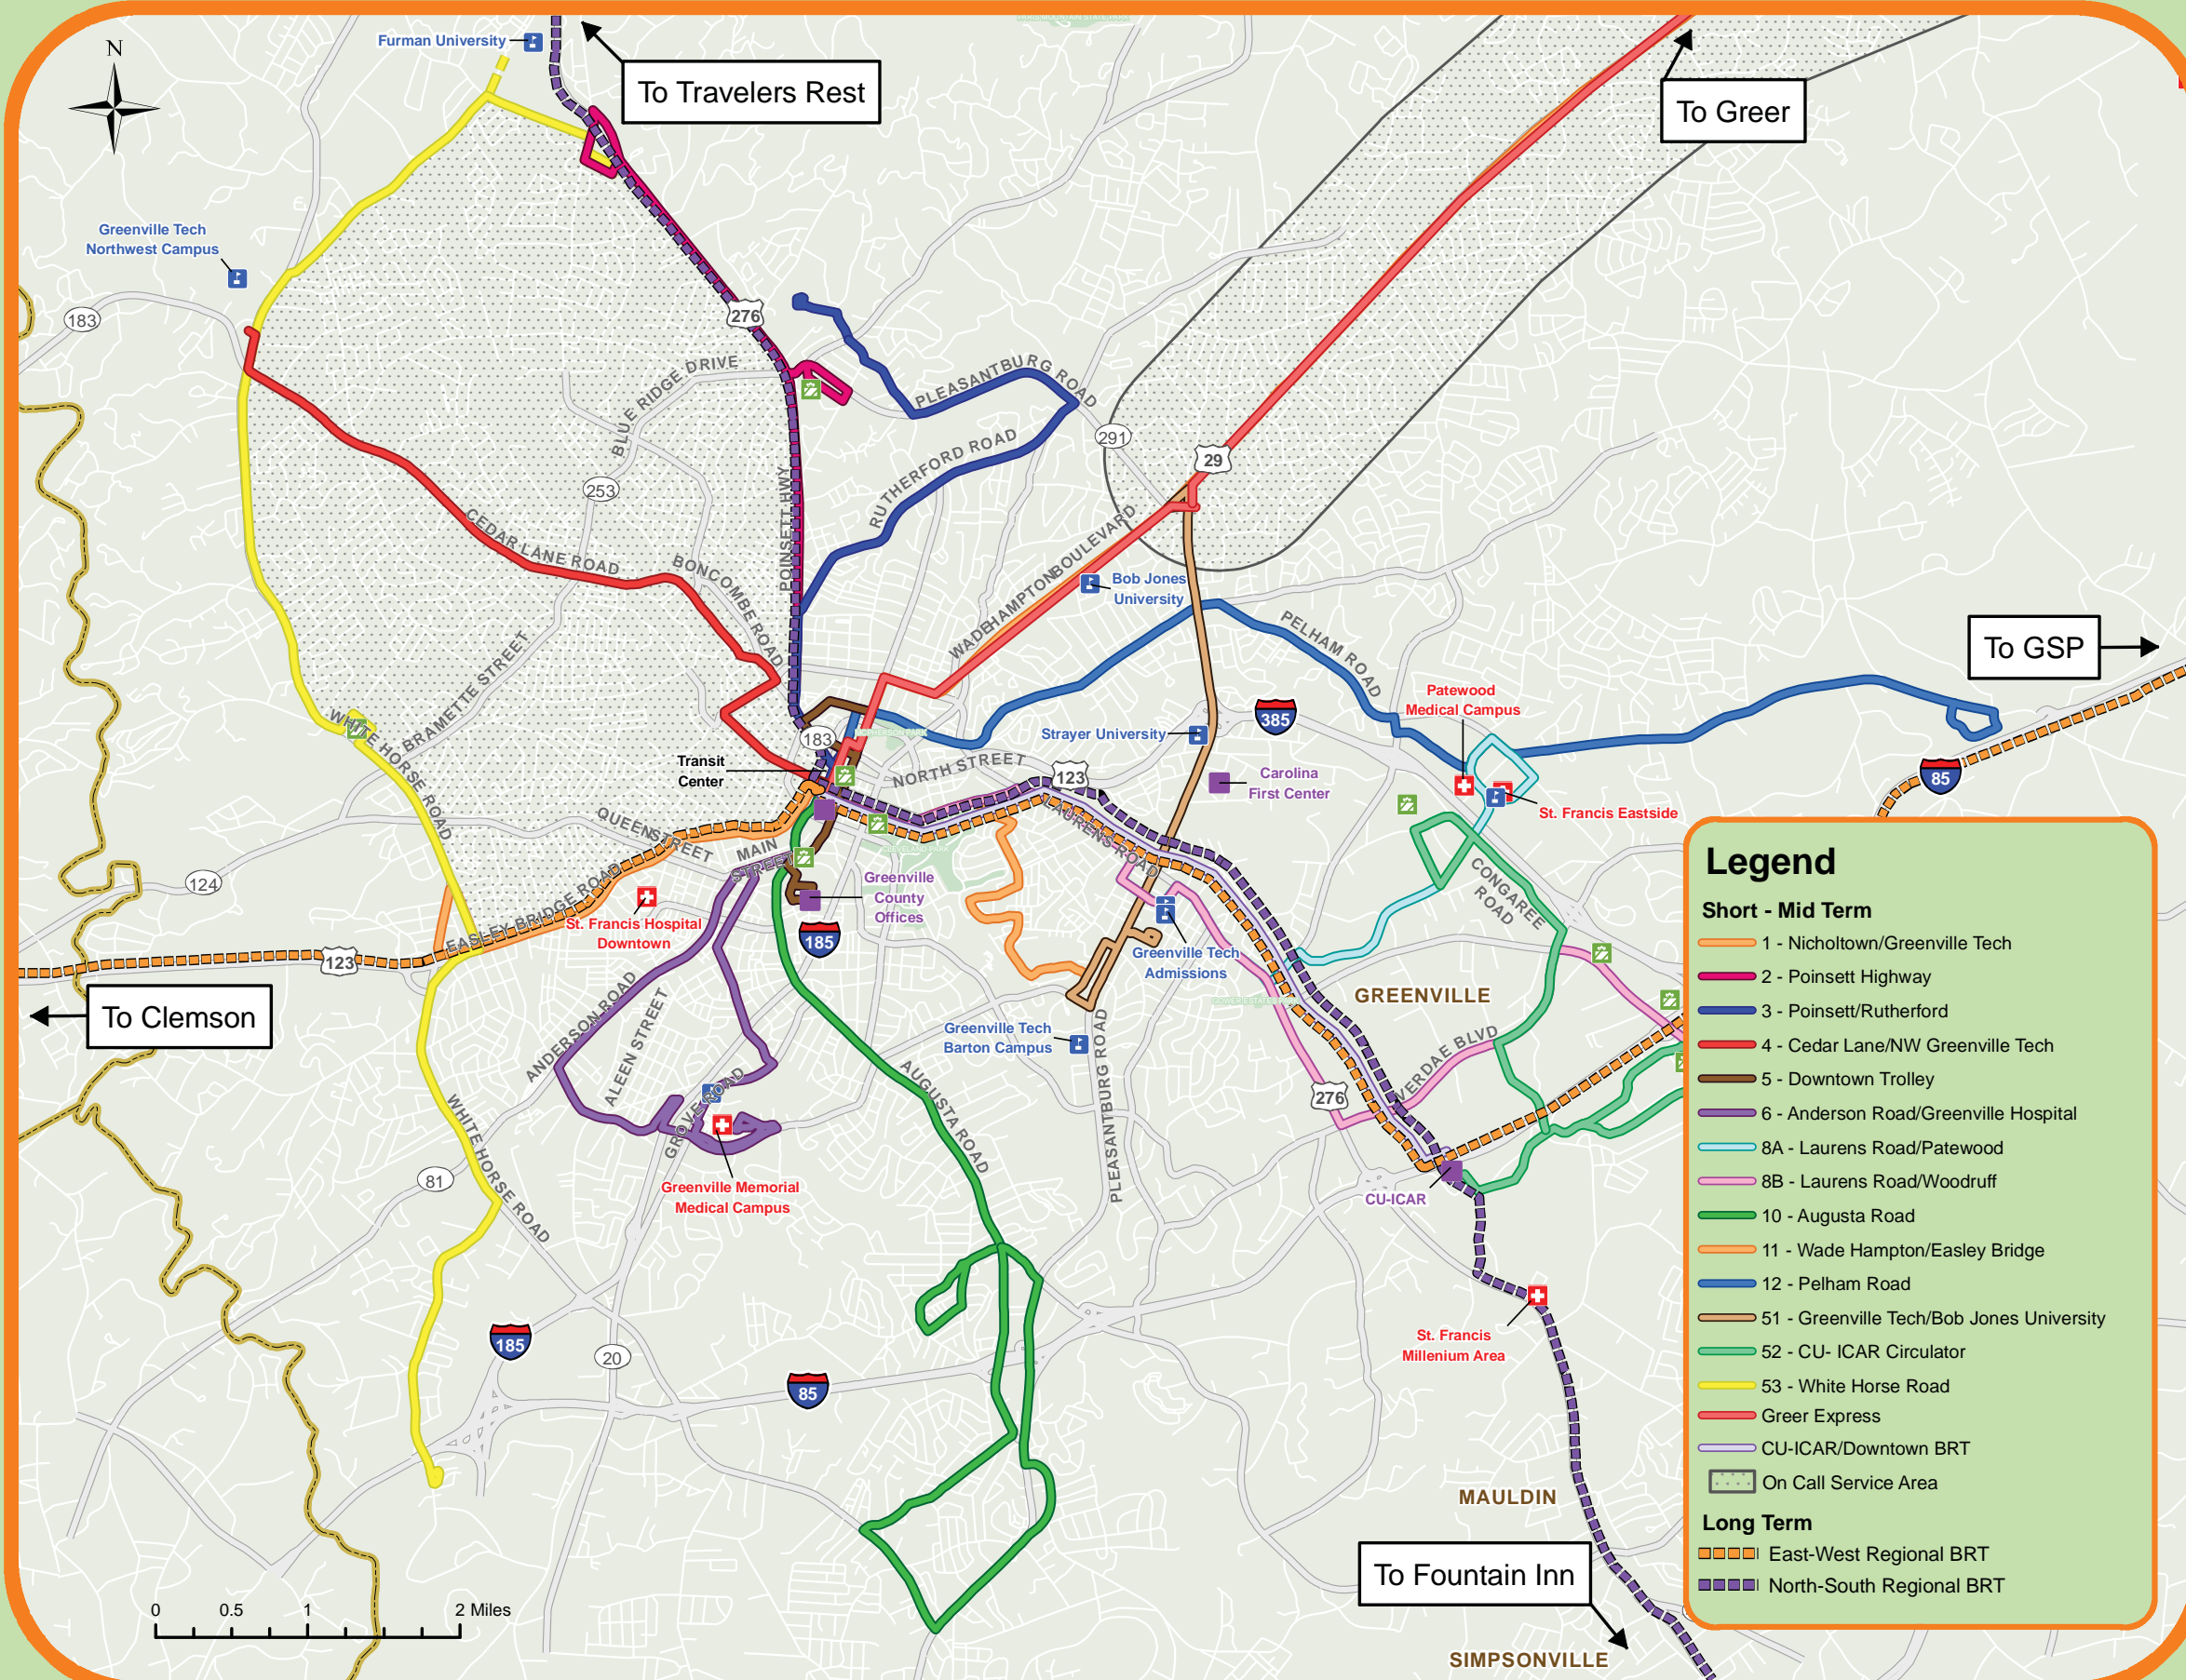 N
Furman University
To Travelers Rest
To Greer
Greenville Tech
Northwest Campus
183
276
BLUE RIDGE DRIVE
PLEASANTBURG ROAD
291
29
253
RUTHERFORD ROAD
POINSETT HWY
CEDAR LANE ROAD
BONCOMBE ROAD
WADE HAMPTON BOULEVARD
Bob Jones
University
PELHAM ROAD
To GSP
BRAMETTE STREET
WHITE HORSE ROAD
183
Transit
Center
NORTH STREET
123
Strayer University
385
Patewood
Medical Campus
Carolina
First Center
St. Francis Eastside
85
QUEEN STREET
MAIN
STREET
CLEVELAND PARK
LAURENS ROAD
CONGAREE
ROAD
124
EASLEY BRIDGE ROAD
St. Francis Hospital
Downtown
Greenville
County
Offices
185
123
To Clemson
Greenville Tech
Admissions
GREENVILLE
ANDERSON ROAD
ALEEN STREET
GROVE ROAD
Greenville Tech
Barton Campus
PLEASANTBURG ROAD
VERDAE BLVD
276
AUGUSTA ROAD
WHITE HORSE ROAD
81
Greenville Memorial
Medical Campus
CU-ICAR
185
20
85
St. Francis
Millenium Area
MAULDIN
To Fountain Inn
SIMPSONVILLE
0 0.5 1 2 Miles
Legend
Short - Mid Term
1 - Nicholtown/Greenville Tech
2 - Poinsett Highway
3 - Poinsett/Rutherford
4 - Cedar Lane/NW Greenville Tech
5 - Downtown Trolley
6 - Anderson Road/Greenville Hospital
8A - Laurens Road/Patewood
8B - Laurens Road/Woodruff
10 - Augusta Road
11 - Wade Hampton/Easley Bridge
12 - Pelham Road
51 - Greenville Tech/Bob Jones University
52 - CU- ICAR Circulator
53 - White Horse Road
Greer Express
CU-ICAR/Downtown BRT
On Call Service Area
Long Term
East-West Regional BRT
North-South Regional BRT